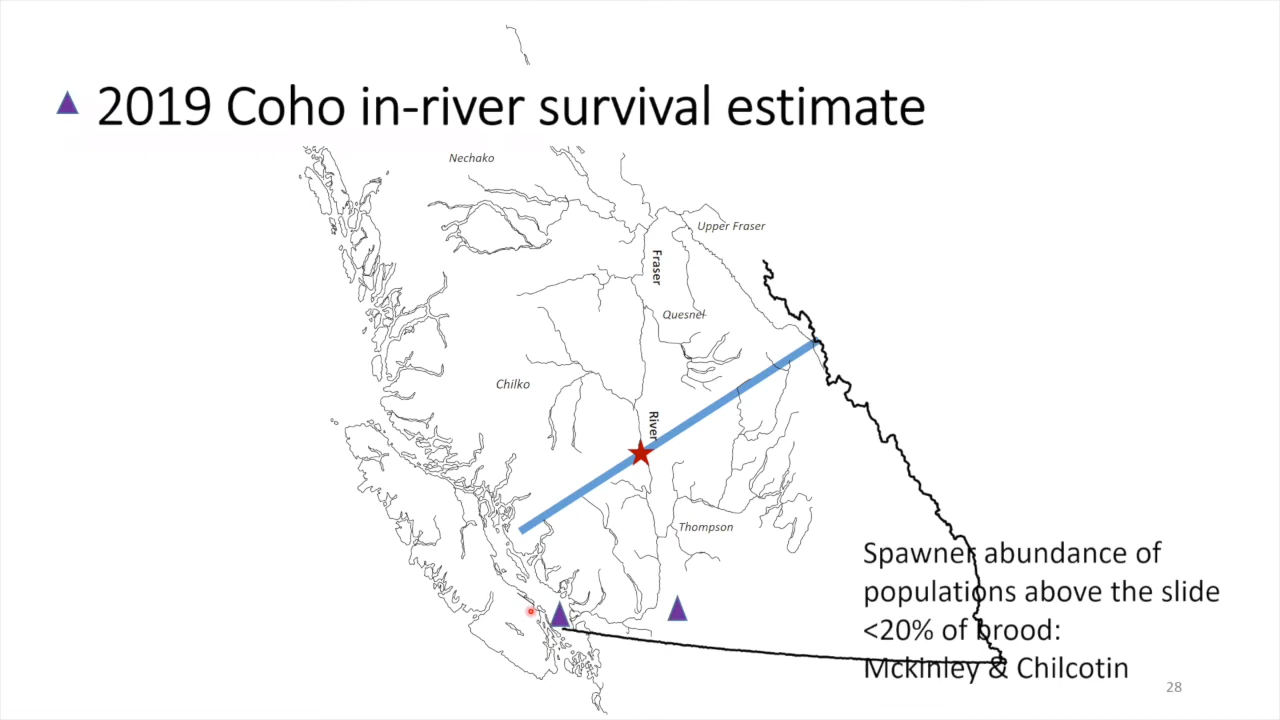 2019 Coho in-river survival estimate
Nechako
Upper Fraser
Fraser
Quesnel
Chilko
River
Thompson
Spawner abundance of
populations above the slide
<20% of brood:
Mckinley & Chilcotin
28